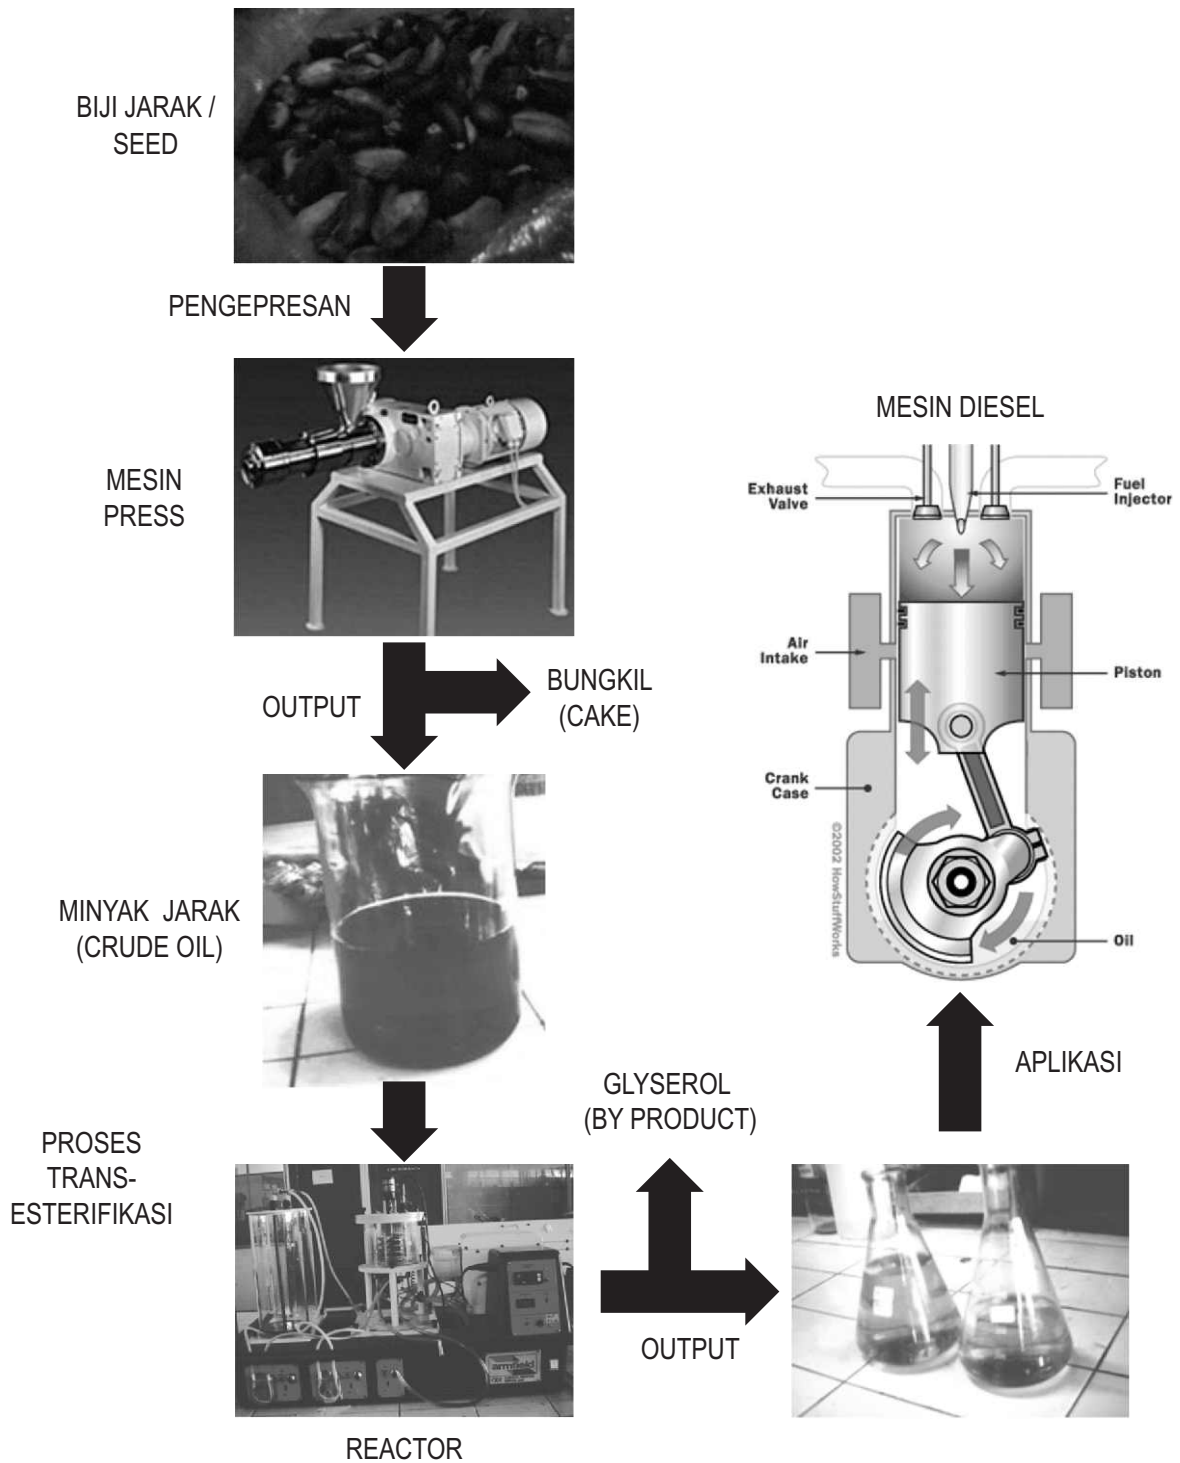 BIJI JARAK /
SEED
PENGEPRESAN
MESIN
PRESS
OUTPUT
BUNGKIL
(CAKE)
MINYAK JARAK
(CRUDE OIL)
PROSES
TRANS-
ESTERIFIKASI
armfield
REACTOR
GLYSEROL
(BY PRODUCT)
OUTPUT
APLIKASI
MESIN DIESEL
Exhaust
Valve
Fuel
Injector
Air
Intake
Piston
Crank
Case
©2002 HowStuffWorks
Oil